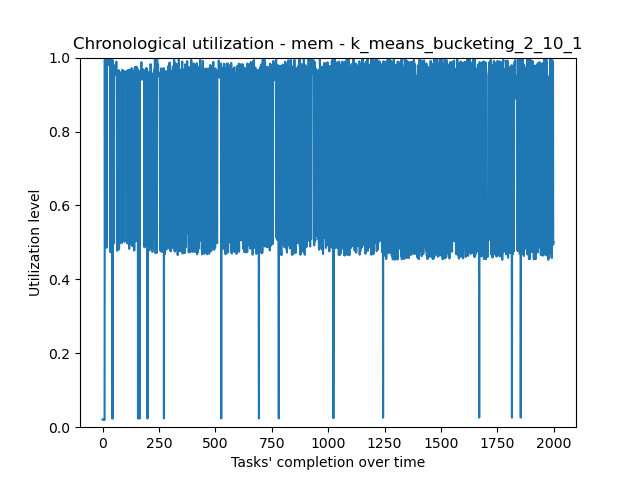 Chronological utilization - mem - k_means_bucketing_2_10_1
1.0
0.8
0.6
0.4
0.2
0.0
Utilization level
0 250 500 750 1000 1250 1500 1750 2000
Tasks' completion over time